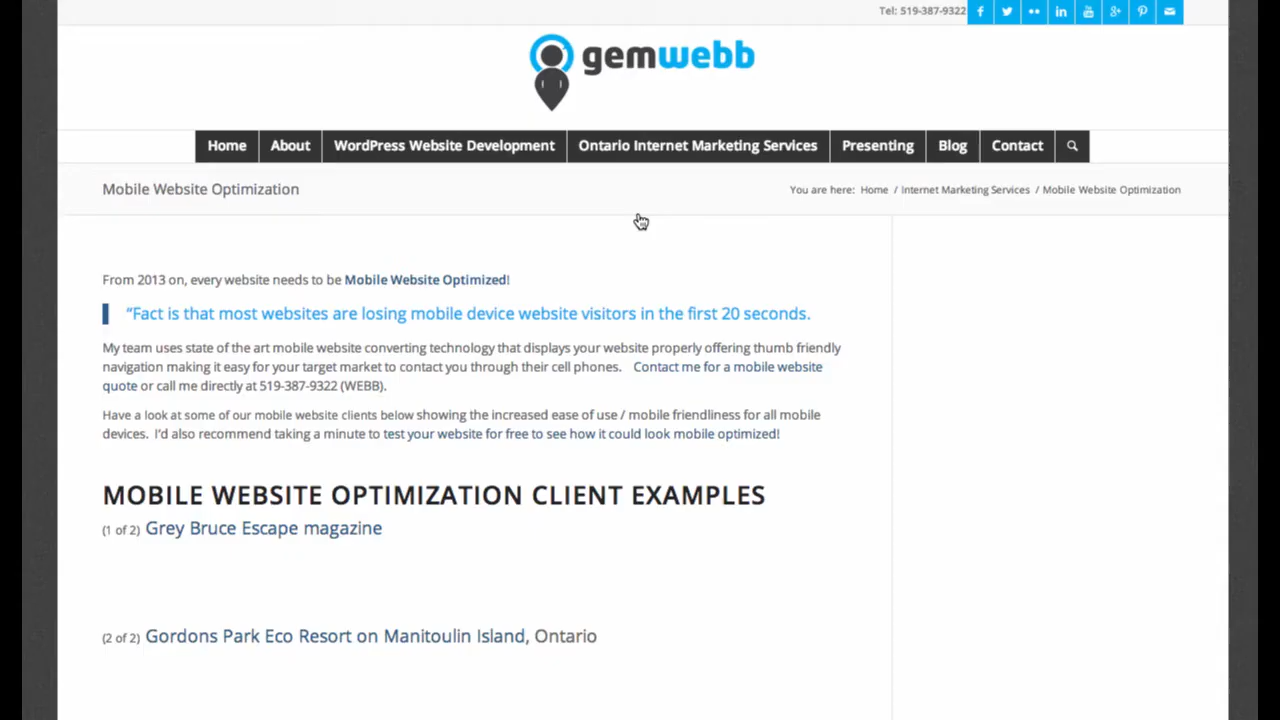 Tel: 519-387-9322
gemwebb
Home About WordPress Website Development Ontario Internet Marketing Services Presenting Blog Contact
Mobile Website Optimization
You are here: Home / Internet Marketing Services / Mobile Website Optimization
From 2013 on, every website needs to be Mobile Website Optimized!
“Fact is that most websites are losing mobile device website visitors in the first 20 seconds.
My team uses state of the art mobile website converting technology that displays your website properly offering thumb friendly
navigation making it easy for your target market to contact you through their cell phones. Contact me for a mobile website
quote or call me directly at 519-387-9322 (WEBB).
Have a look at some of our mobile website clients below showing the increased ease of use / mobile friendliness for all mobile
devices. I'd also recommend taking a minute to test your website for free to see how it could look mobile optimized!
MOBILE WEBSITE OPTIMIZATION CLIENT EXAMPLES
(1 of 2) Grey Bruce Escape magazine
(2 of 2) Gordons Park Eco Resort on Manitoulin Island, Ontario